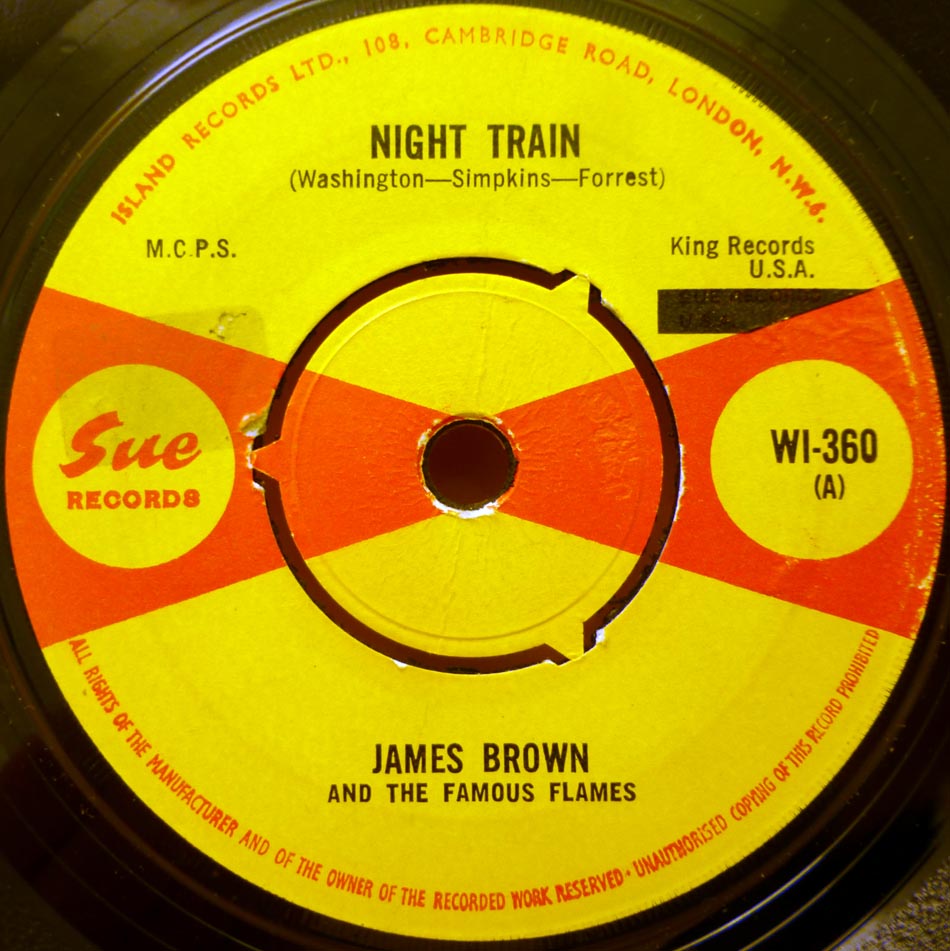 ISLAND RECORDS LTD., 108, CAMBRIDGE ROAD, LONDON, N.W.6.
NIGHT TRAIN
(Washington—Simpkins—Forrest)
M.C.P.S.
King Records
U.S.A.
SUE RECORDS
U.S.A.
Sue
RECORDS
WI-360
(A)
JAMES BROWN
AND THE FAMOUS FLAMES
ALL RIGHTS OF THE MANUFACTURER AND OF THE OWNER OF THE RECORDED WORK RESERVED • UNAUTHORISED COPYING OF THIS RECORD PROHIBITED